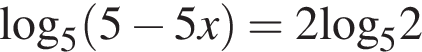 log₅(5 − 5x) = 2log₅2